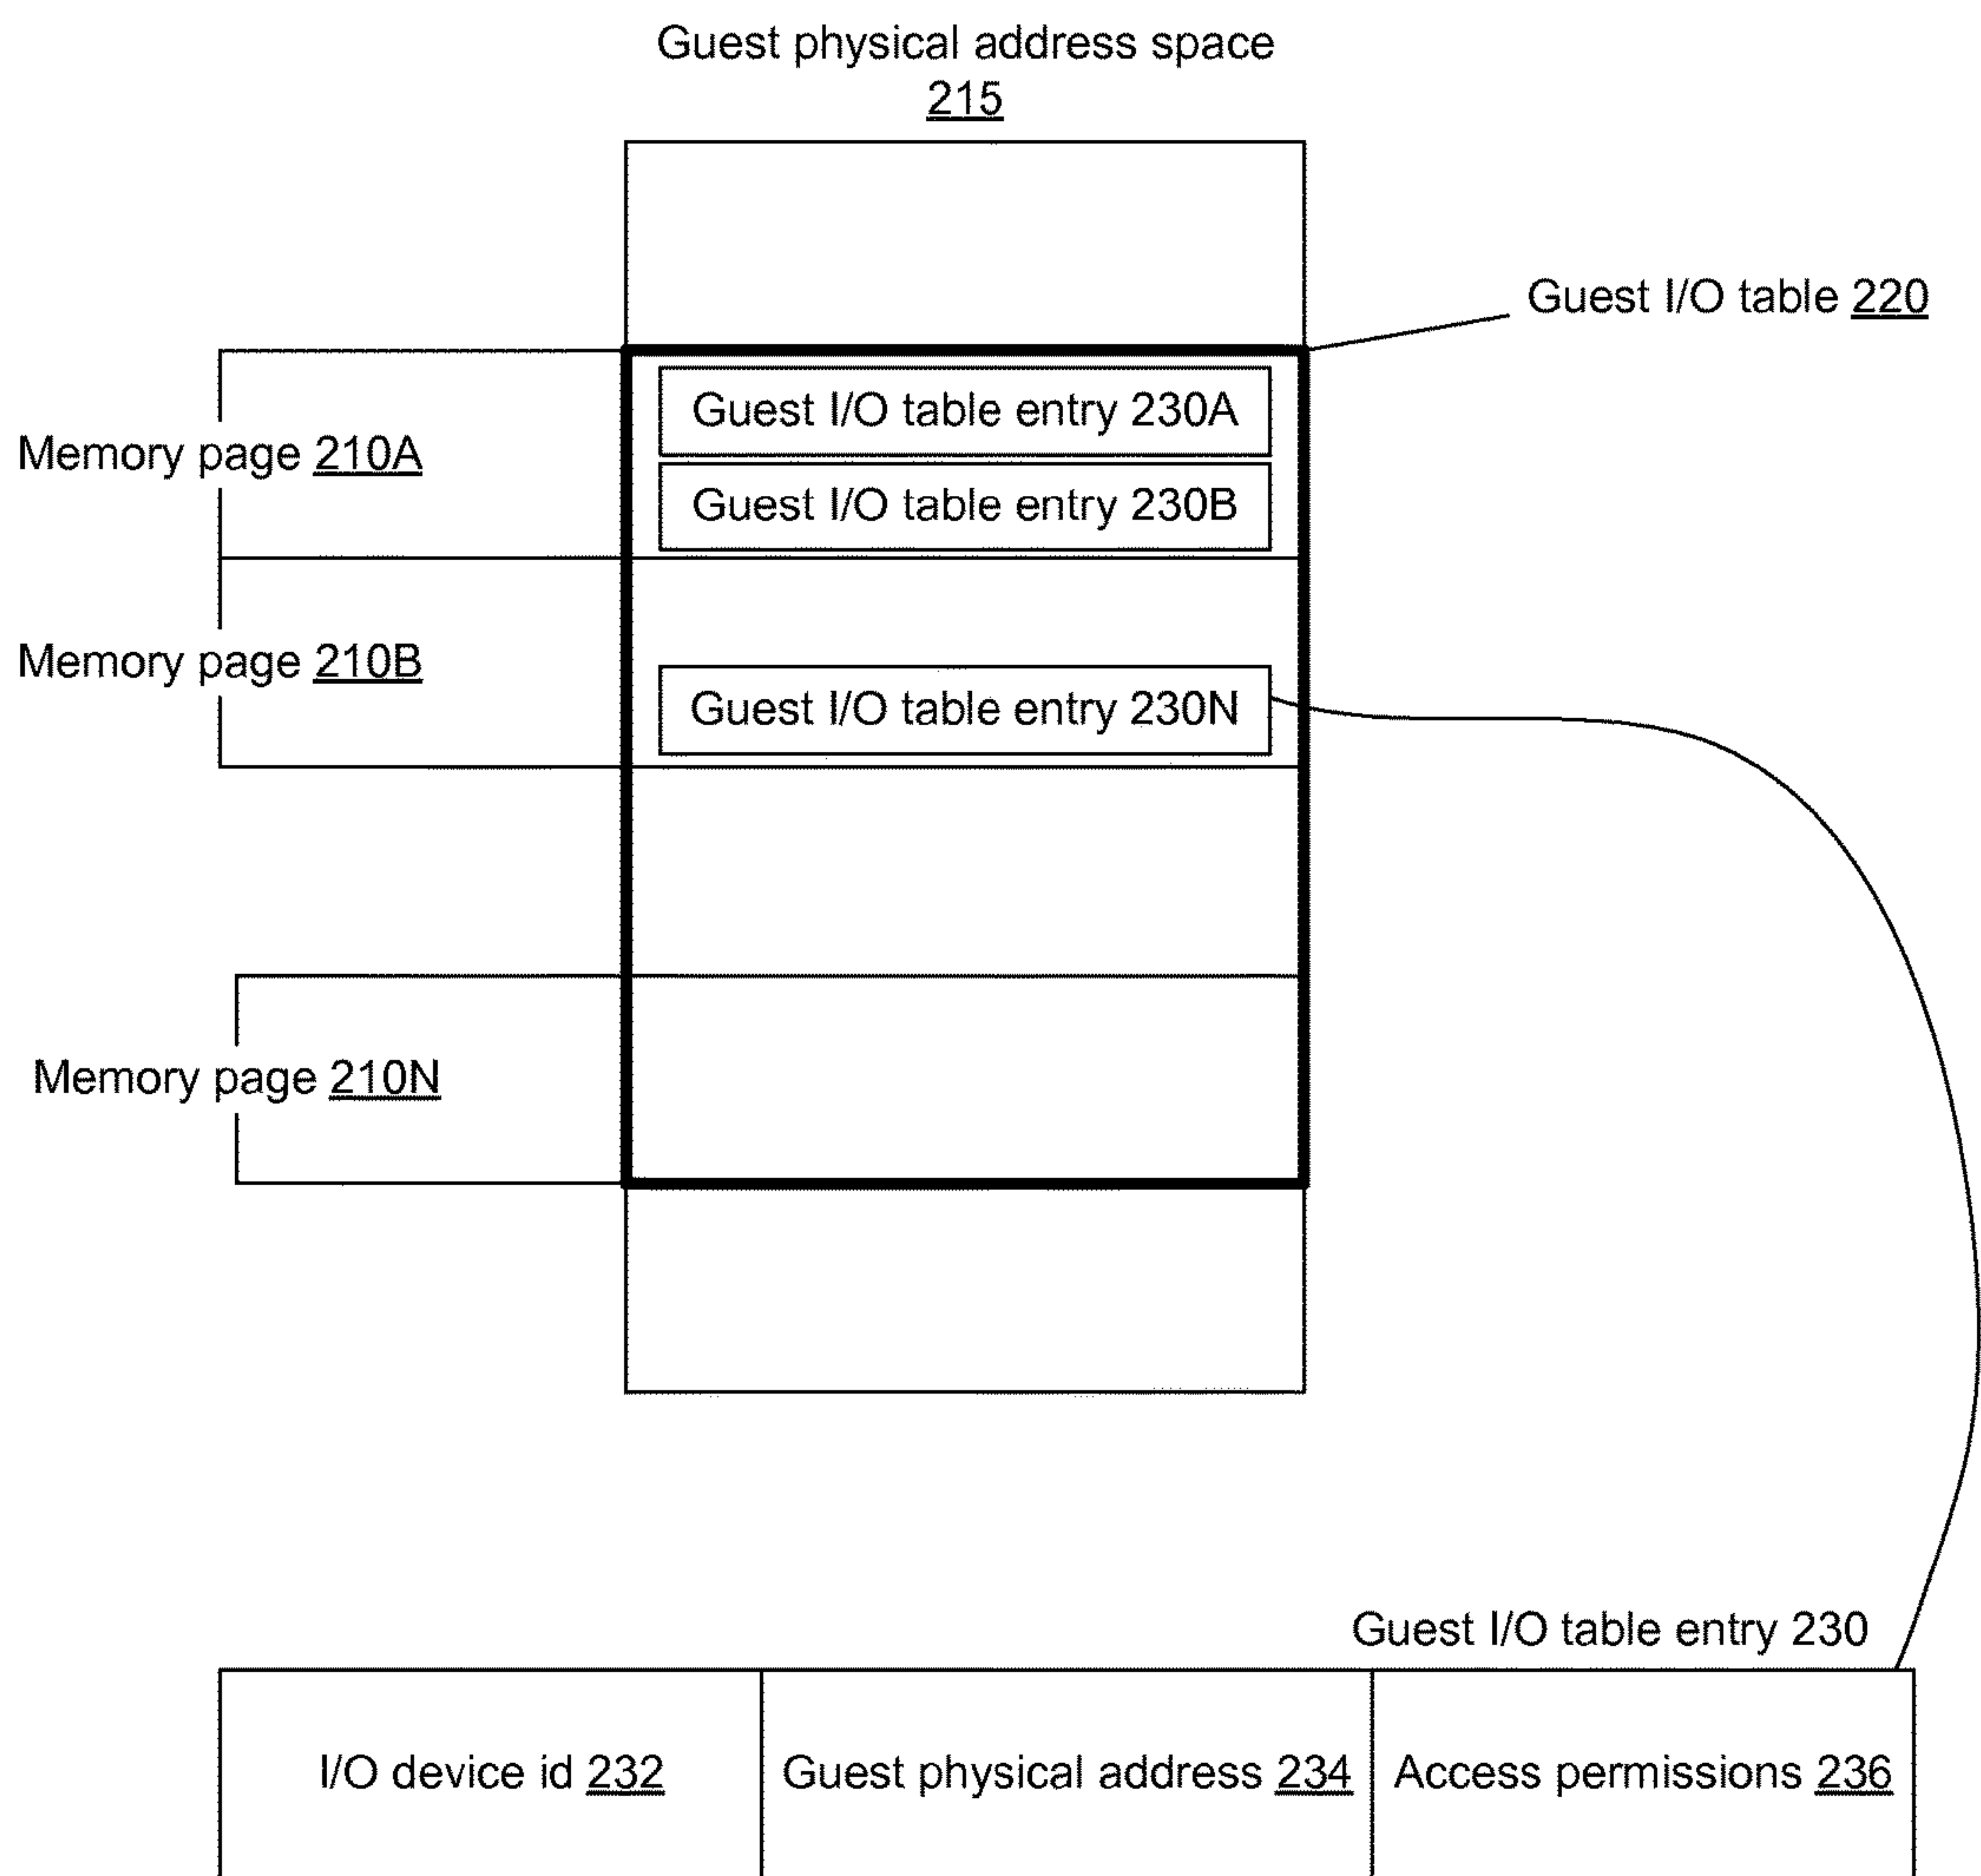 Guest physical address space
215
Guest I/O table 220
Guest I/O table entry 230A
Memory page 210A
Guest I/O table entry 230B
Memory page 210B
Guest I/O table entry 230N
Memory page 210N
Guest I/O table entry 230
I/O device id 232
Guest physical address 234
Access permissions 236